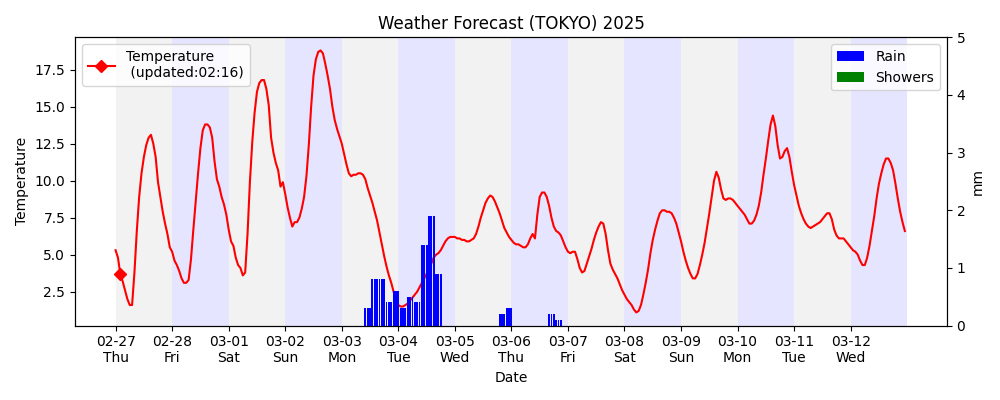 Weather Forecast (TOKYO) 2025
Temperature
(updated:02:16)
Rain
Showers
Temperature
17.5
15.0
12.5
10.0
7.5
5.0
2.5
5
4
3
2
1
0
mm
02-27 02-28 03-01 03-02 03-03 03-04 03-05 03-06 03-07 03-08 03-09 03-10 03-11 03-12
Thu Fri Sat Sun Mon Tue Wed Thu Fri Sat Sun Mon Tue Wed
Date